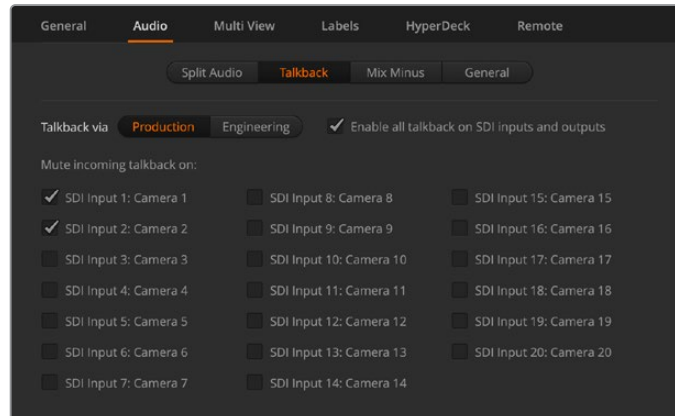 General Audio Multi View Labels HyperDeck Remote
Split Audio Talkback Mix Minus General
Talkback via Production Engineering Enable all talkback on SDI inputs and outputs
Mute incoming talkback on:
SDI Input 1: Camera 1 SDI Input 8: Camera 8 SDI Input 15: Camera 15
SDI Input 2: Camera 2 SDI Input 9: Camera 9 SDI Input 16: Camera 16
SDI Input 3: Camera 3 SDI Input 10: Camera 10 SDI Input 17: Camera 17
SDI Input 4: Camera 4 SDI Input 11: Camera 11 SDI Input 18: Camera 18
SDI Input 5: Camera 5 SDI Input 12: Camera 12 SDI Input 19: Camera 19
SDI Input 6: Camera 6 SDI Input 13: Camera 13 SDI Input 20: Camera 20
SDI Input 7: Camera 7 SDI Input 14: Camera 14